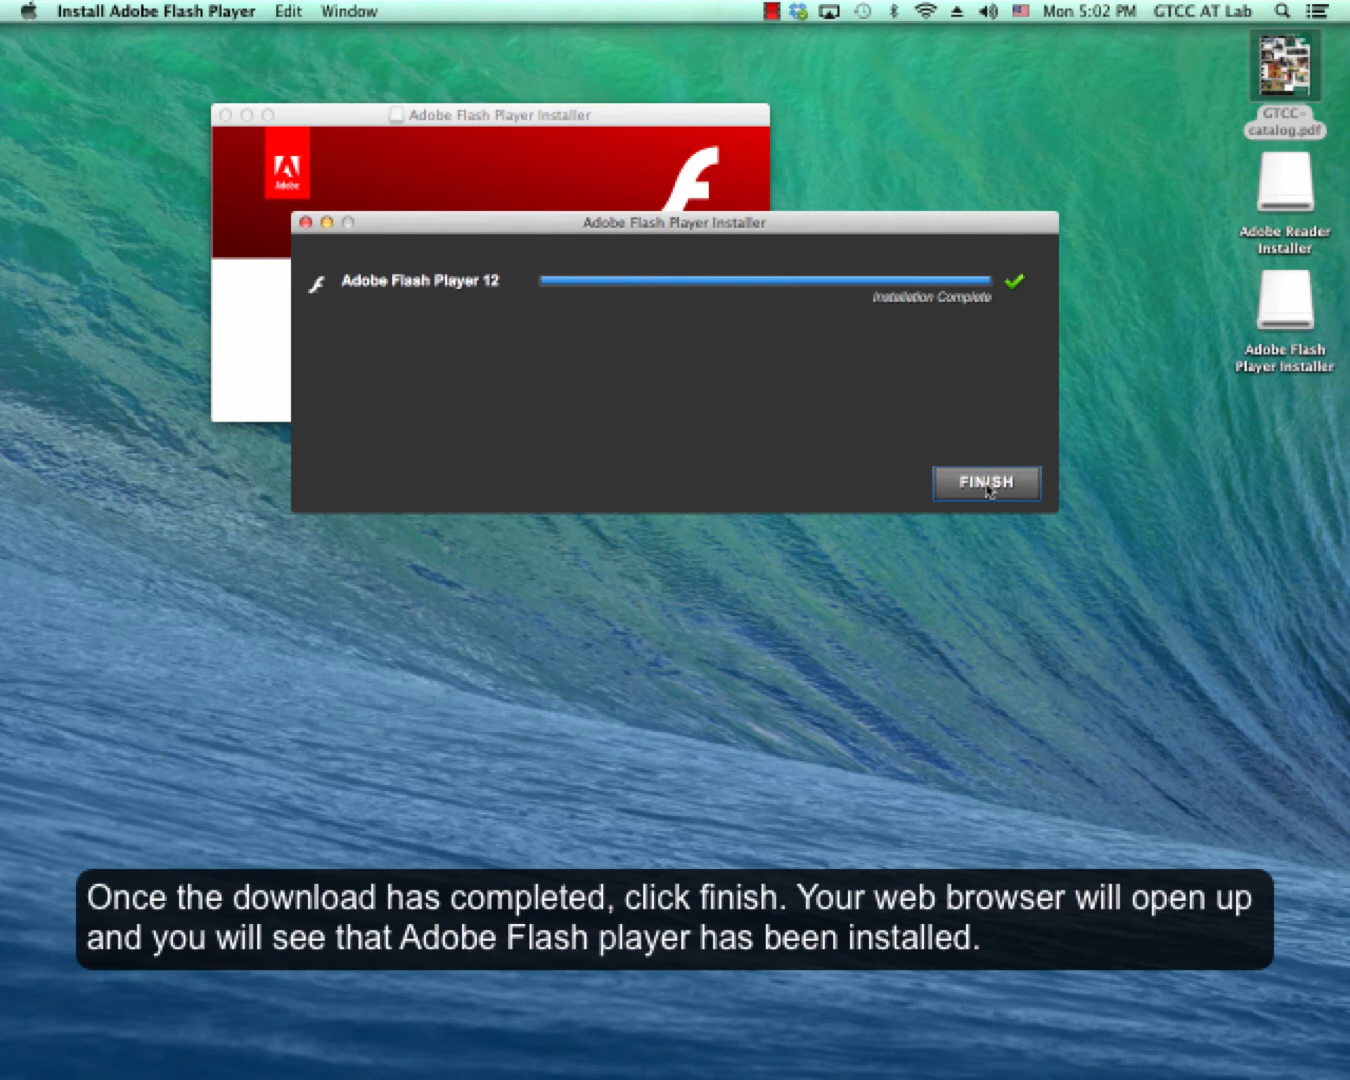 Install Adobe Flash Player Edit Window Mon 5:02 PM GTCC AT Lab
GTCC-
catalog.pdf
Adobe Flash Player Installer
Adobe
Adobe Reader
Installer
Adobe Flash Player Installer
Adobe Flash Player 12
Installation Complete
Adobe Flash
Player Installer
FINISH
Once the download has completed, click finish. Your web browser will open up
and you will see that Adobe Flash player has been installed.